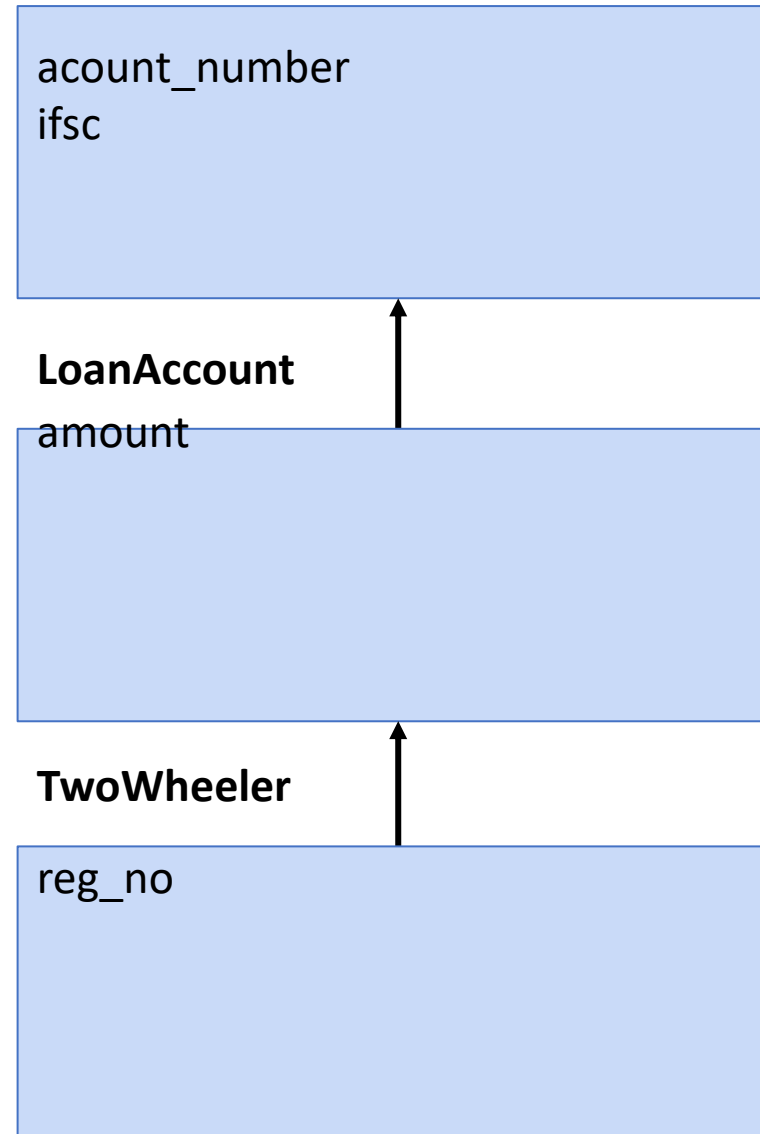 acount_number
ifsc
LoanAccount
amount
TwoWheeler
reg_no